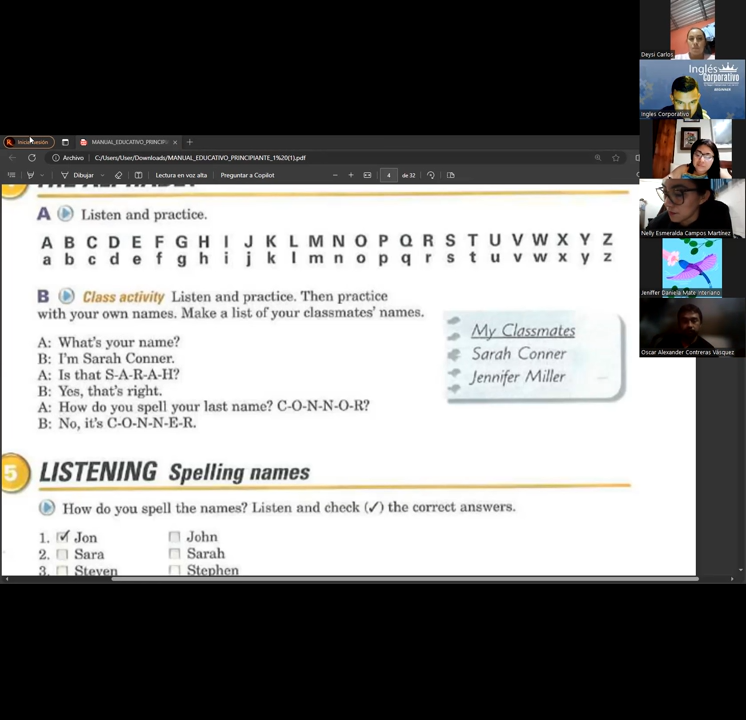 Iniciar sesión
MANUAL_EDUCATIVO_PRINCIPI
Archivo
C:/Users/User/Downloads/MANUAL_EDUCATIVO_PRINCIPIANTE_1%20(1).pdf
Dibujar
Lectura en voz alta
Preguntar a Copilot
4
de 32
A Listen and practice.
A B C D E F G H I J K L M N O P Q R S T U V W X Y Z
a b c d e f g h i j k l m n o p q r s t u v w x y z
B Class activity Listen and practice. Then practice
with your own names. Make a list of your classmates' names.
A: What's your name?
B: I'm Sarah Conner.
A: Is that S-A-R-A-H?
B: Yes, that's right.
A: How do you spell your last name? C-O-N-N-O-R?
B: No, it's C-O-N-N-E-R.
My Classmates
Sarah Conner
Jennifer Miller
5 LISTENING Spelling names
How do you spell the names? Listen and check (✓) the correct answers.
1. ✓ Jon John
2. Sara Sarah
3. Steven Stephen
Deysi Carlos
Inglés
Corporativo
Ingles Corporativo
Nelly Esmeralda Campos Martínez
Jeniffer Daniela Mate Interiano
Oscar Alexander Contreras Vásquez